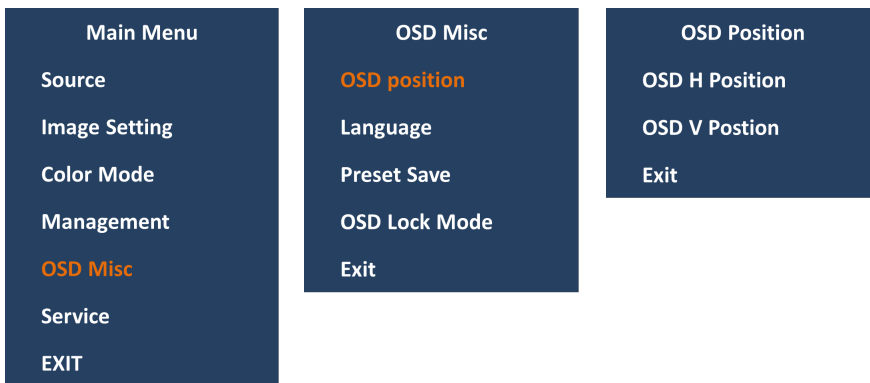 Main Menu
Source
Image Setting
Color Mode
Management
OSD Misc
Service
EXIT
OSD Misc
OSD position
Language
Preset Save
OSD Lock Mode
Exit
OSD Position
OSD H Position
OSD V Postion
Exit